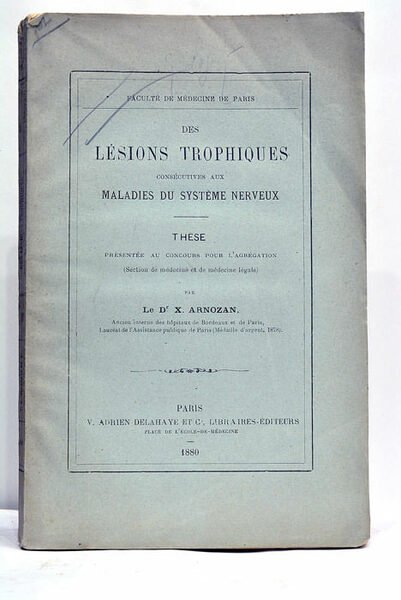 FACULTÉ DE MÉDECINE DE PARIS
DES
LÉSIONS TROPHIQUES
CONSÉCUTIVES AUX
MALADIES DU SYSTÈME NERVEUX
THÈSE
PRÉSENTÉE AU CONCOURS POUR L'AGRÉGATION
(Section de médecine et de médecine légale)
PAR
Le Dr X. ARNOZAN.
Ancien interne des hôpitaux de Bordeaux et de Paris,
Lauréat de l'Assistance publique de Paris (Médaille d'argent, 1878).
PARIS
V. ADRIEN DELAHAYE ET Ce, LIBRAIRES-ÉDITEURS
PLACE DE L'ÉCOLE-DE-MÉDECINE
1880